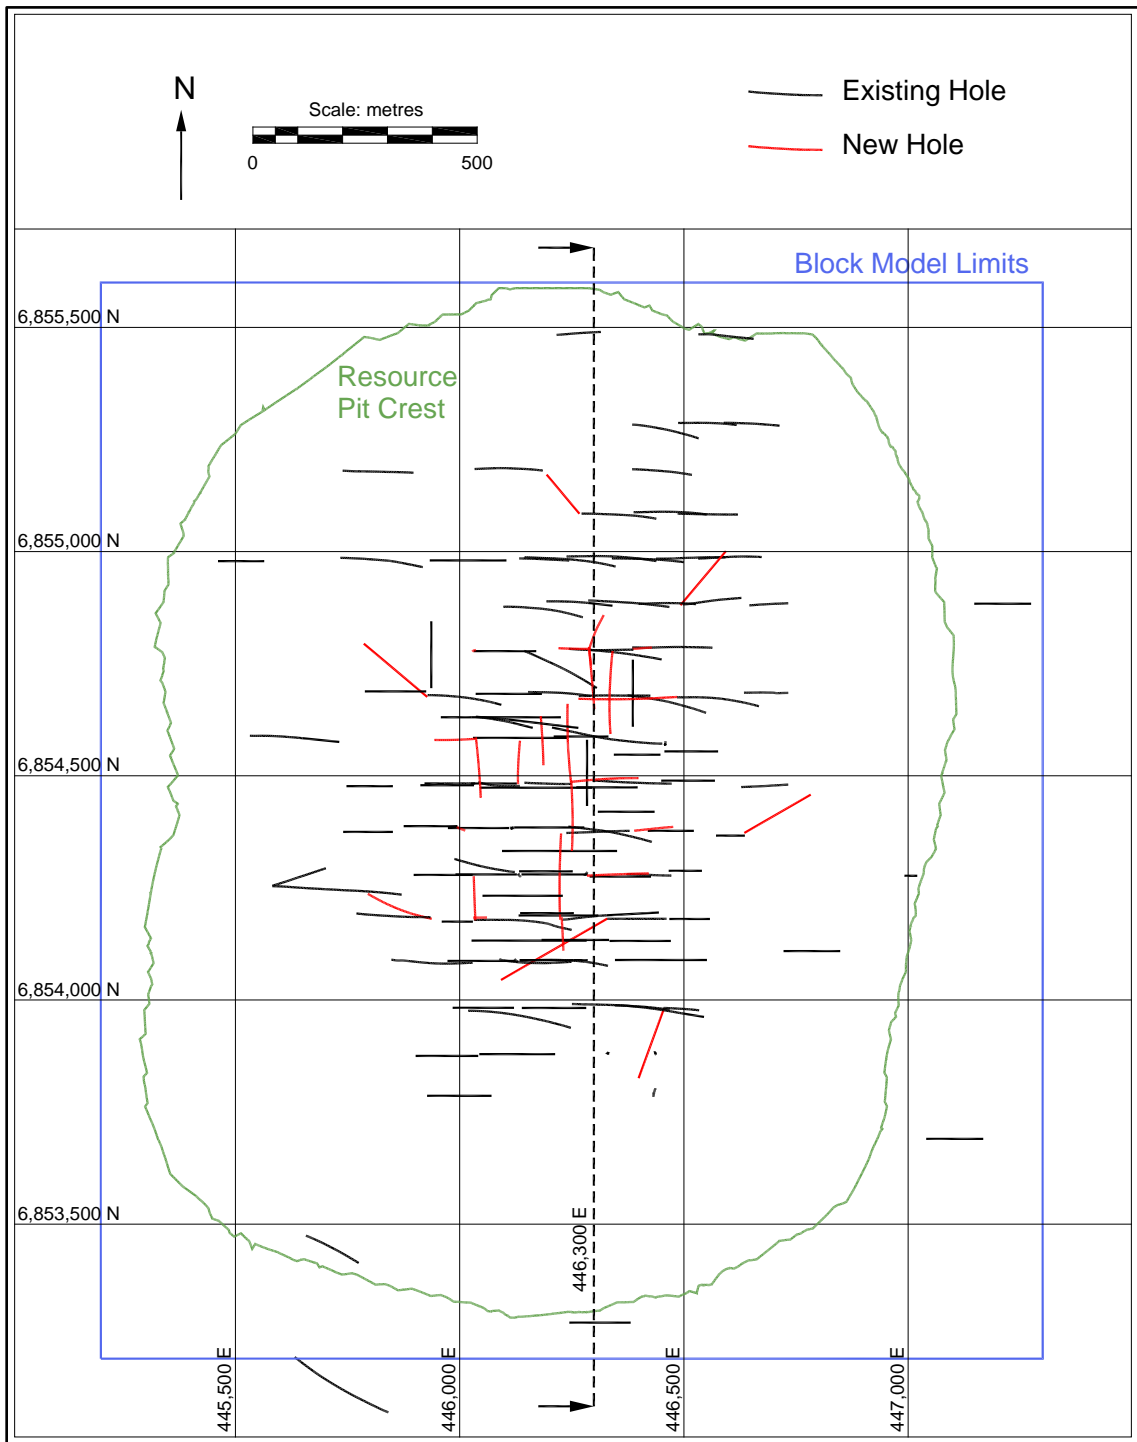 N
Scale: metres
0
500
Existing Hole
New Hole
Block Model Limits
6,855,500 N
Resource
Pit Crest
6,855,000 N
6,854,500 N
6,854,000 N
6,853,500 N
446,300 E
445,500 E
446,000 E
446,500 E
447,000 E